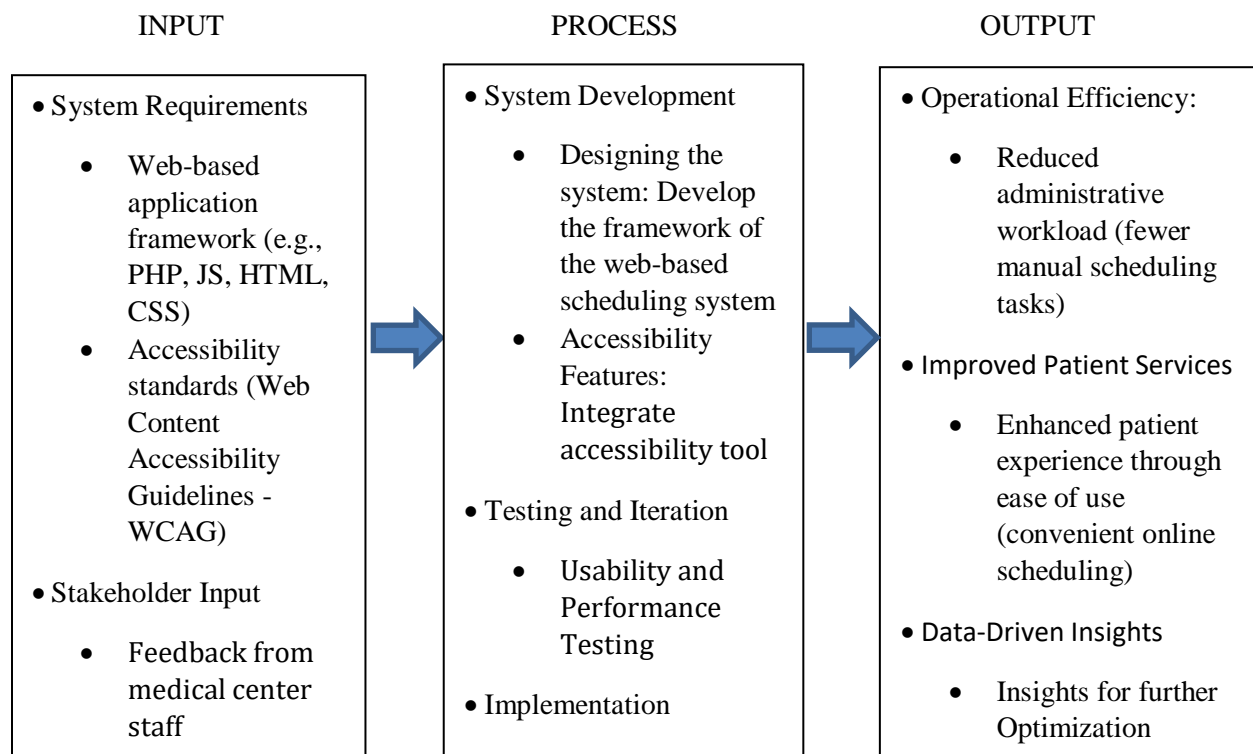 INPUT
PROCESS
OUTPUT
• System Requirements
• Web-based
application
framework (e.g.,
PHP, JS, HTML,
CSS)
• Accessibility
standards (Web
Content
Accessibility
Guidelines -
WCAG)
• Stakeholder Input
• Feedback from
medical center
staff
• System Development
• Designing the
system: Develop
the framework of
the web-based
scheduling system
• Accessibility
Features:
Integrate
accessibility tool
• Testing and Iteration
• Usability and
Performance
Testing
• Implementation
• Operational Efficiency:
• Reduced
administrative
workload (fewer
manual scheduling
tasks)
• Improved Patient Services
• Enhanced patient
experience through
ease of use
(convenient online
scheduling)
• Data-Driven Insights
• Insights for further
Optimization